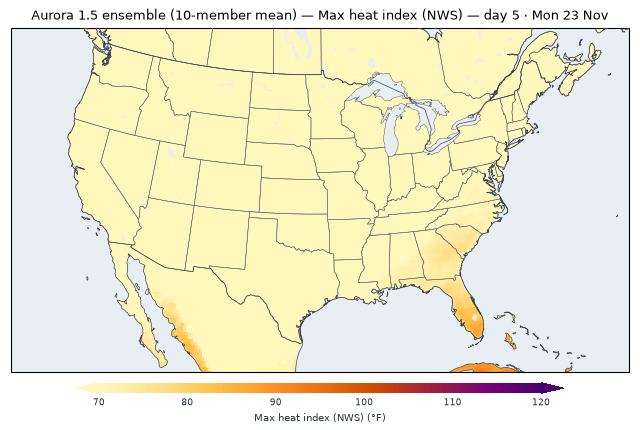 Aurora 1.5 ensemble (10-member mean) — Max heat index (NWS) — day 5 · Mon 23 Nov
70 80 90 100 110 120
Max heat index (NWS) (°F)